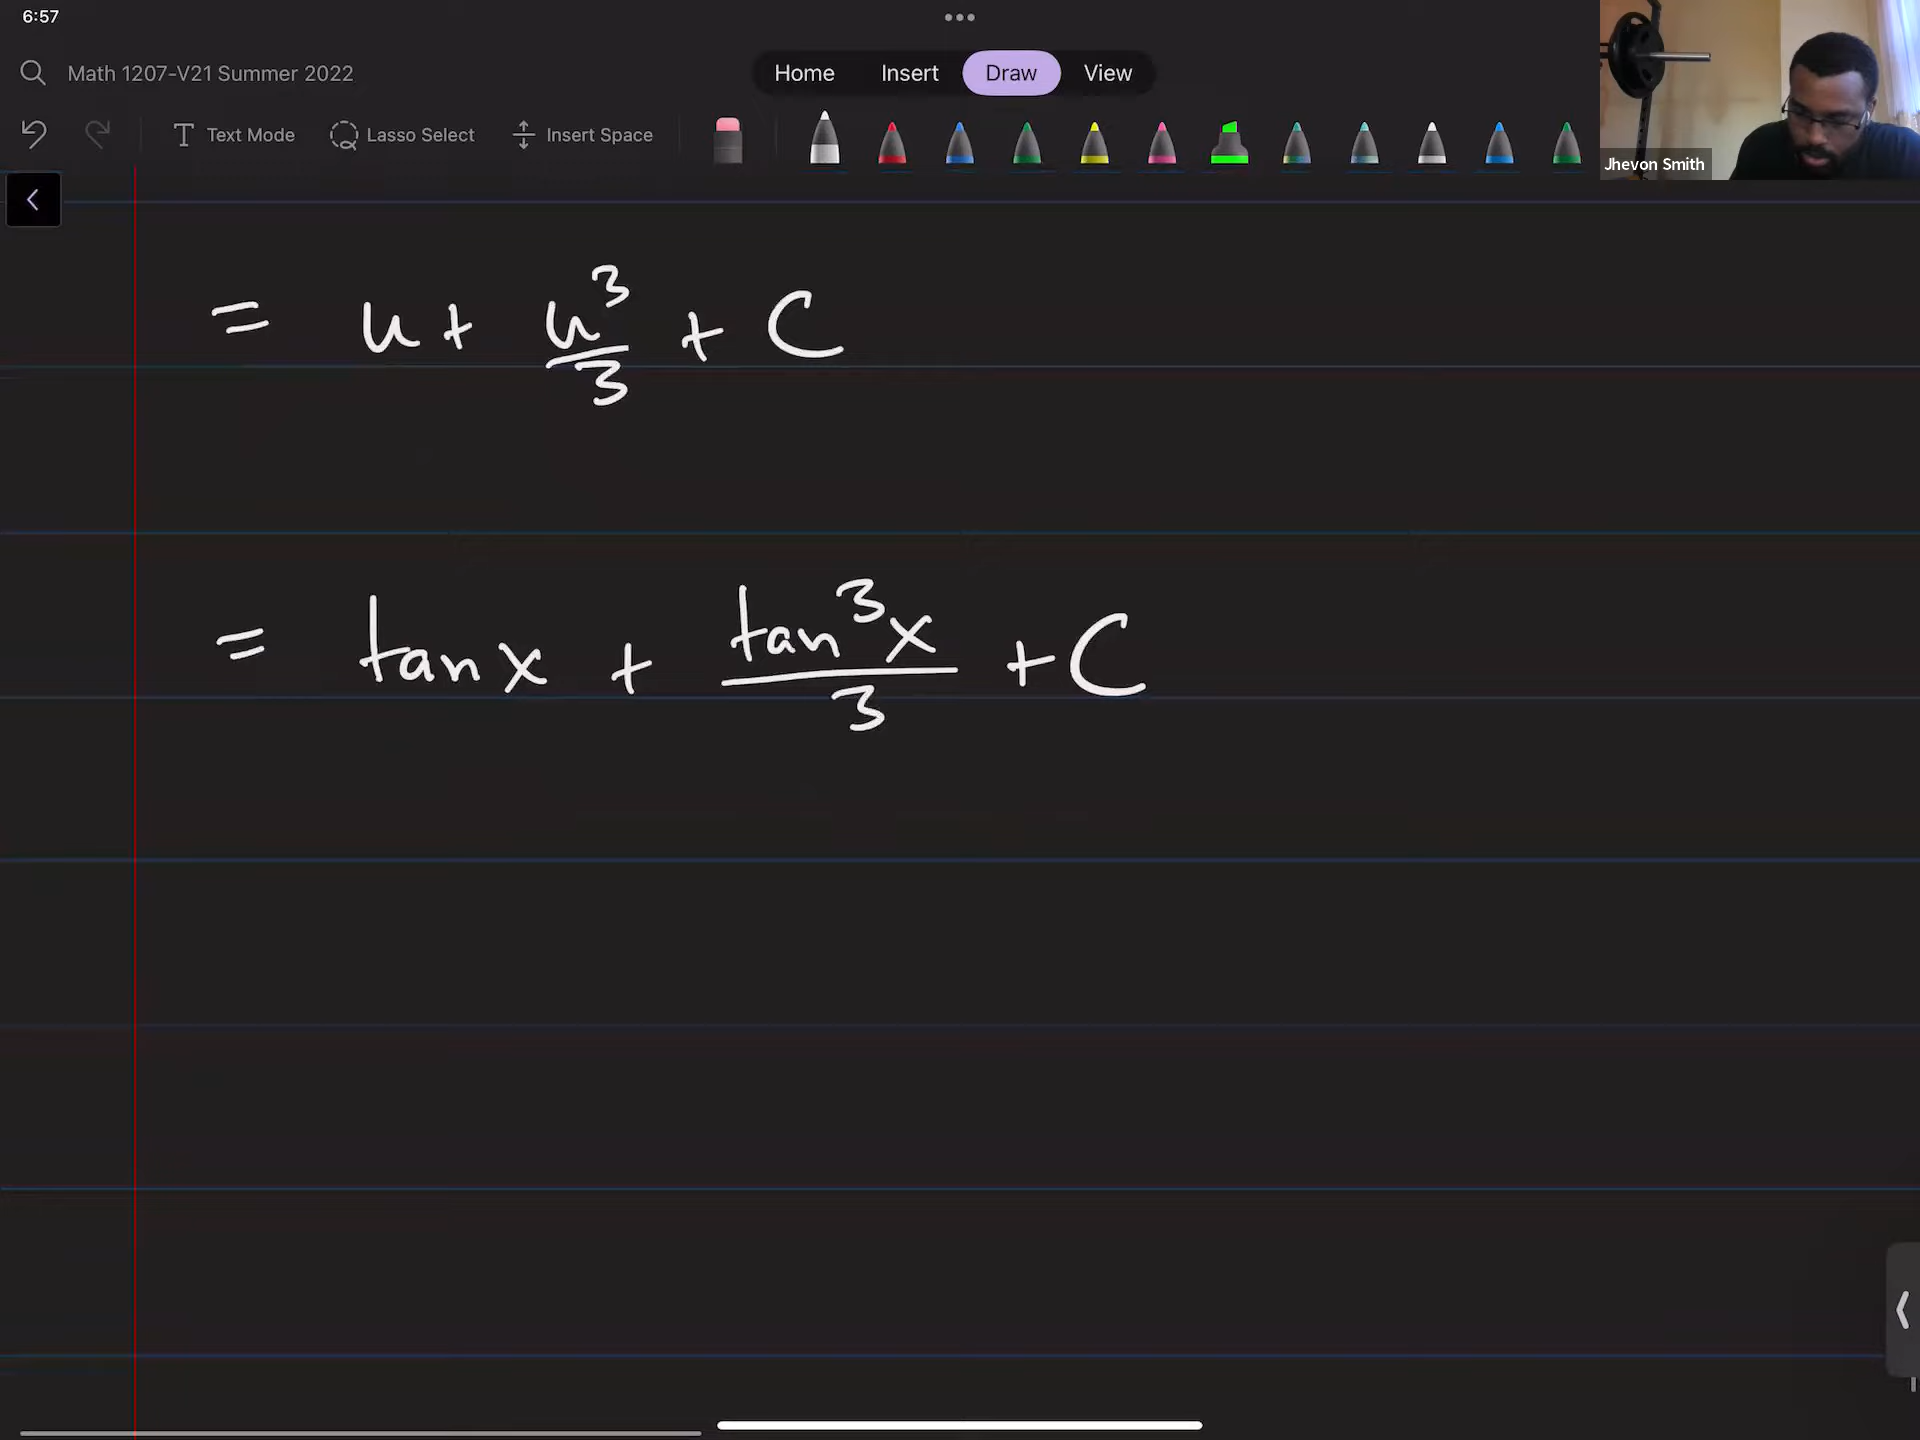 6:57
Math 1207-V21 Summer 2022
Home Insert Draw View
Text Mode Lasso Select Insert Space
Jhevon Smith
= u + u³/3 + C
= tan x + tan³x/3 + C